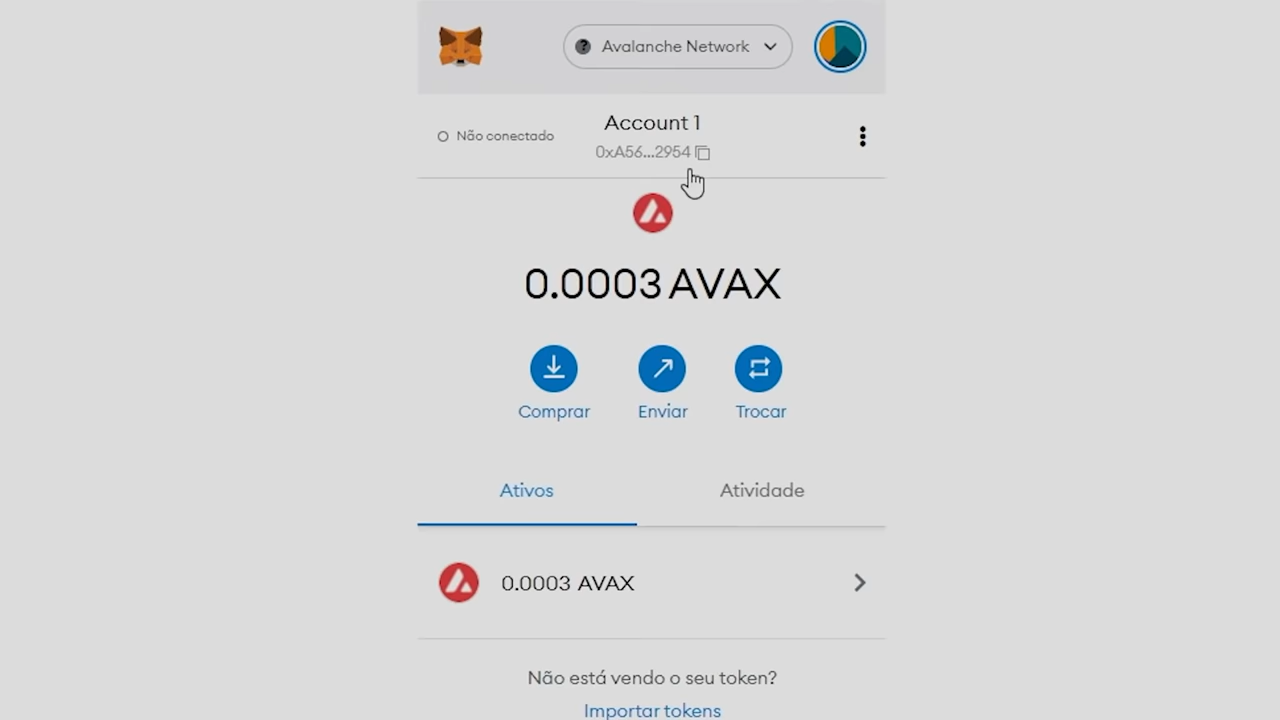 Avalanche Network
Não conectado
Account 1
0xA56...2954
0.0003 AVAX
Comprar
Enviar
Trocar
Ativos
Atividade
0.0003 AVAX
Não está vendo o seu token?
Importar tokens